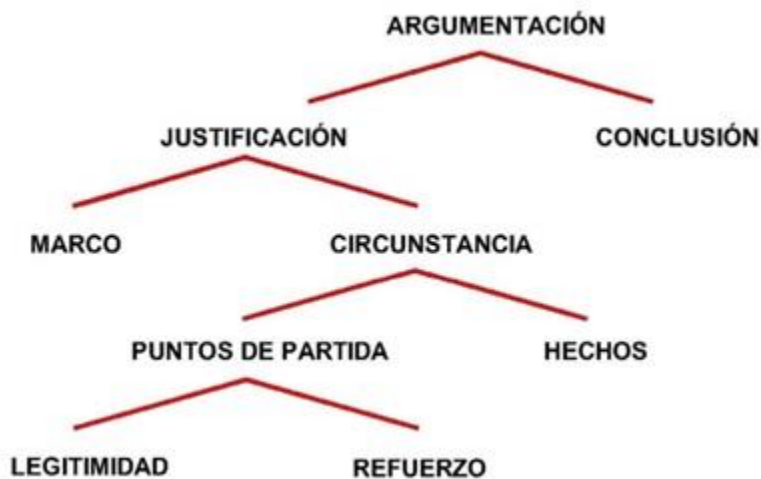 ARGUMENTACIÓN
JUSTIFICACIÓN
CONCLUSIÓN
MARCO
CIRCUNSTANCIA
PUNTOS DE PARTIDA
HECHOS
LEGITIMIDAD
REFUERZO